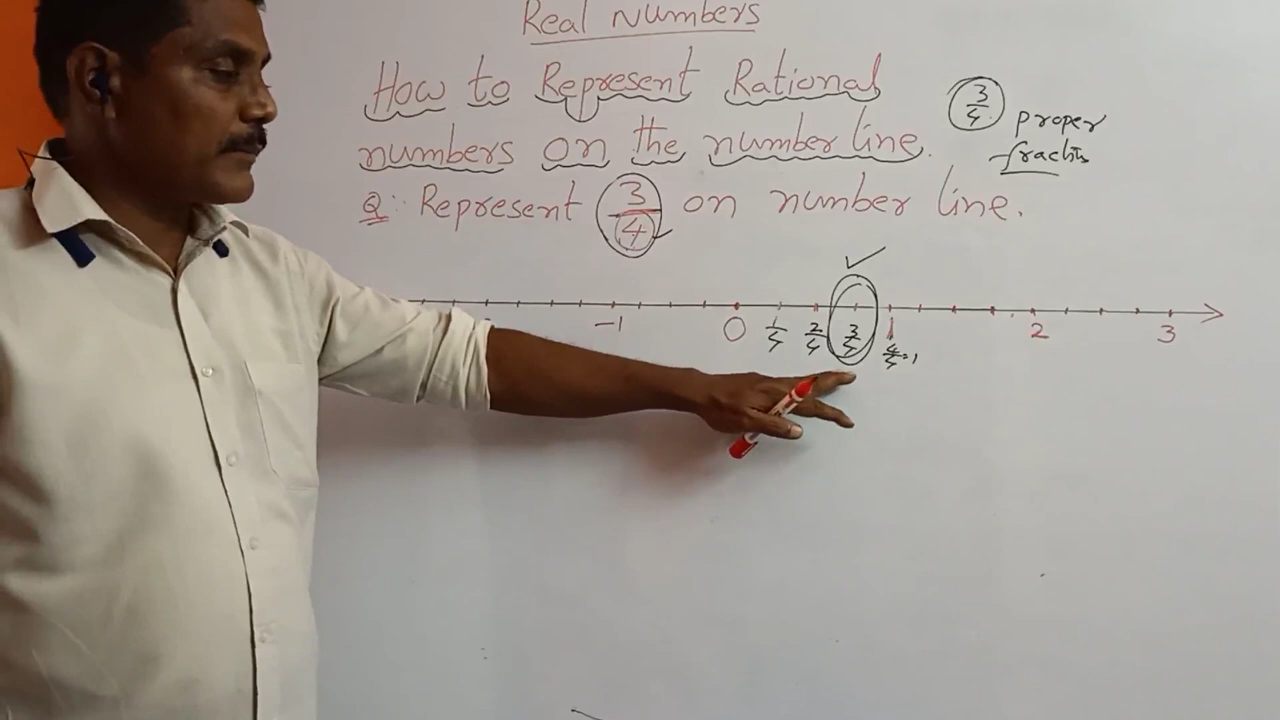 Real Numbers
How to Represent Rational
numbers on the number line.
3/4 proper
Q: Represent 3/4 on number line.
-1 0 1/4 2/4 3/4 1 2 3
4/4=1